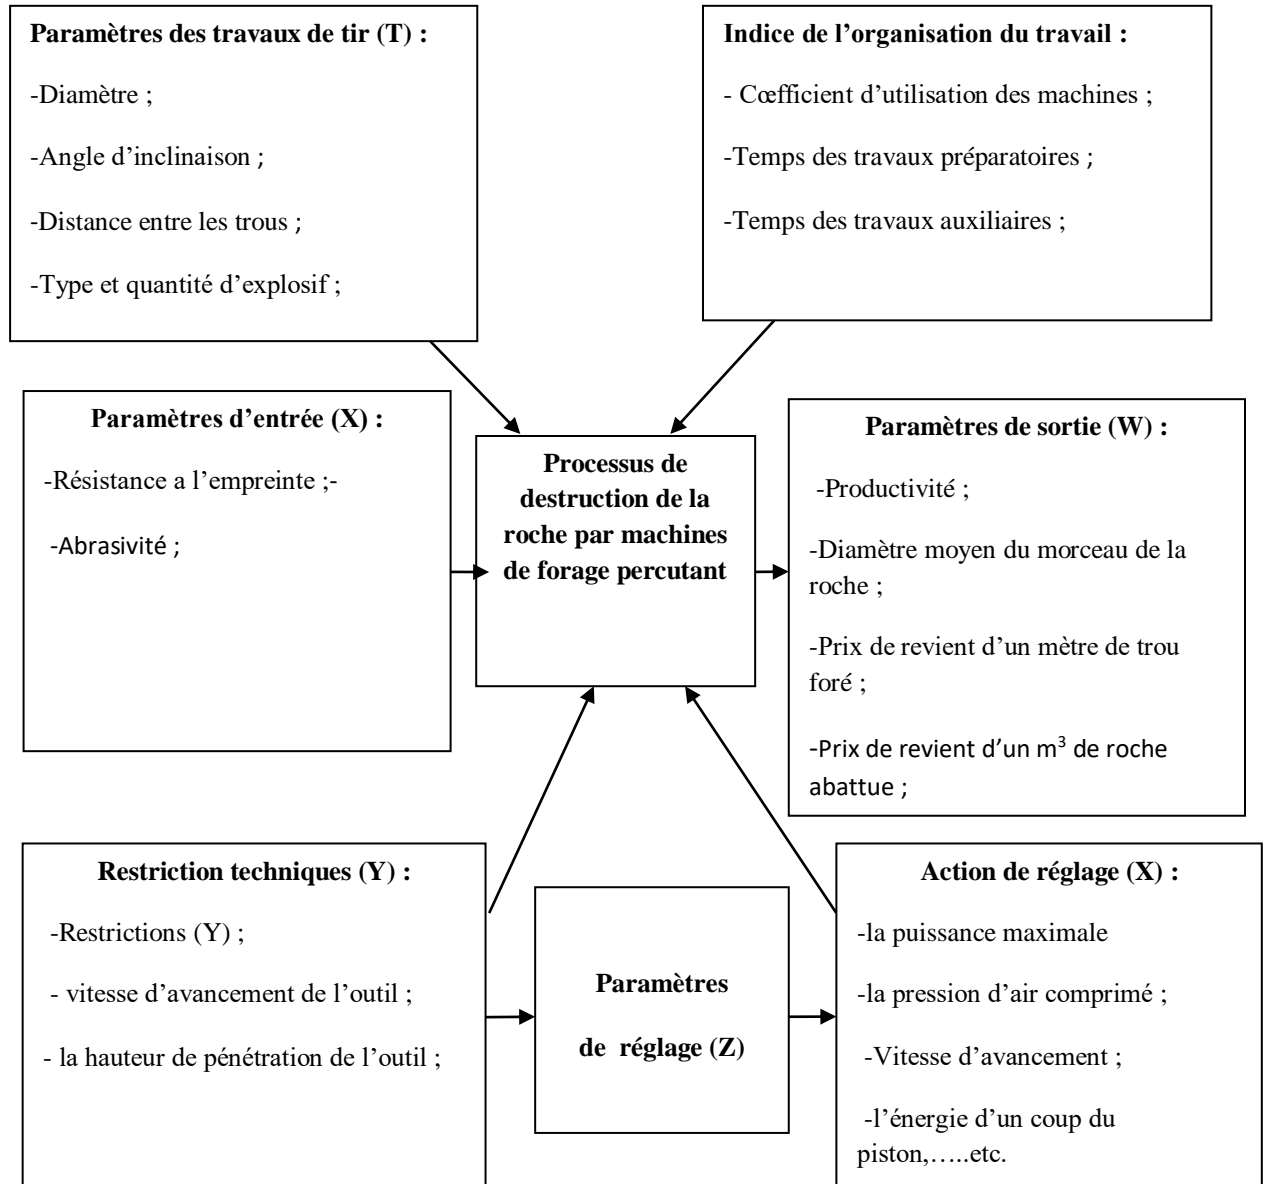 Paramètres des travaux de tir (T) :
-Diamètre ;
-Angle d’inclinaison ;
-Distance entre les trous ;
-Type et quantité d’explosif ;
Indice de l’organisation du travail :
- Cœfficient d’utilisation des machines ;
-Temps des travaux préparatoires ;
-Temps des travaux auxiliaires ;
Paramètres d’entrée (X) :
-Résistance a l’empreinte ;-
-Abrasivité ;
Processus de
destruction de la
roche par machines
de forage percutant
Paramètres de sortie (W) :
-Productivité ;
-Diamètre moyen du morceau de la
roche ;
-Prix de revient d’un mètre de trou
foré ;
-Prix de revient d’un m³ de roche
abattue ;
Restriction techniques (Y) :
-Restrictions (Y) ;
- vitesse d’avancement de l’outil ;
- la hauteur de pénétration de l’outil ;
Paramètres
de réglage (Z)
Action de réglage (X) :
-la puissance maximale
-la pression d’air comprimé ;
-Vitesse d’avancement ;
-l’énergie d’un coup du
piston,…..etc.